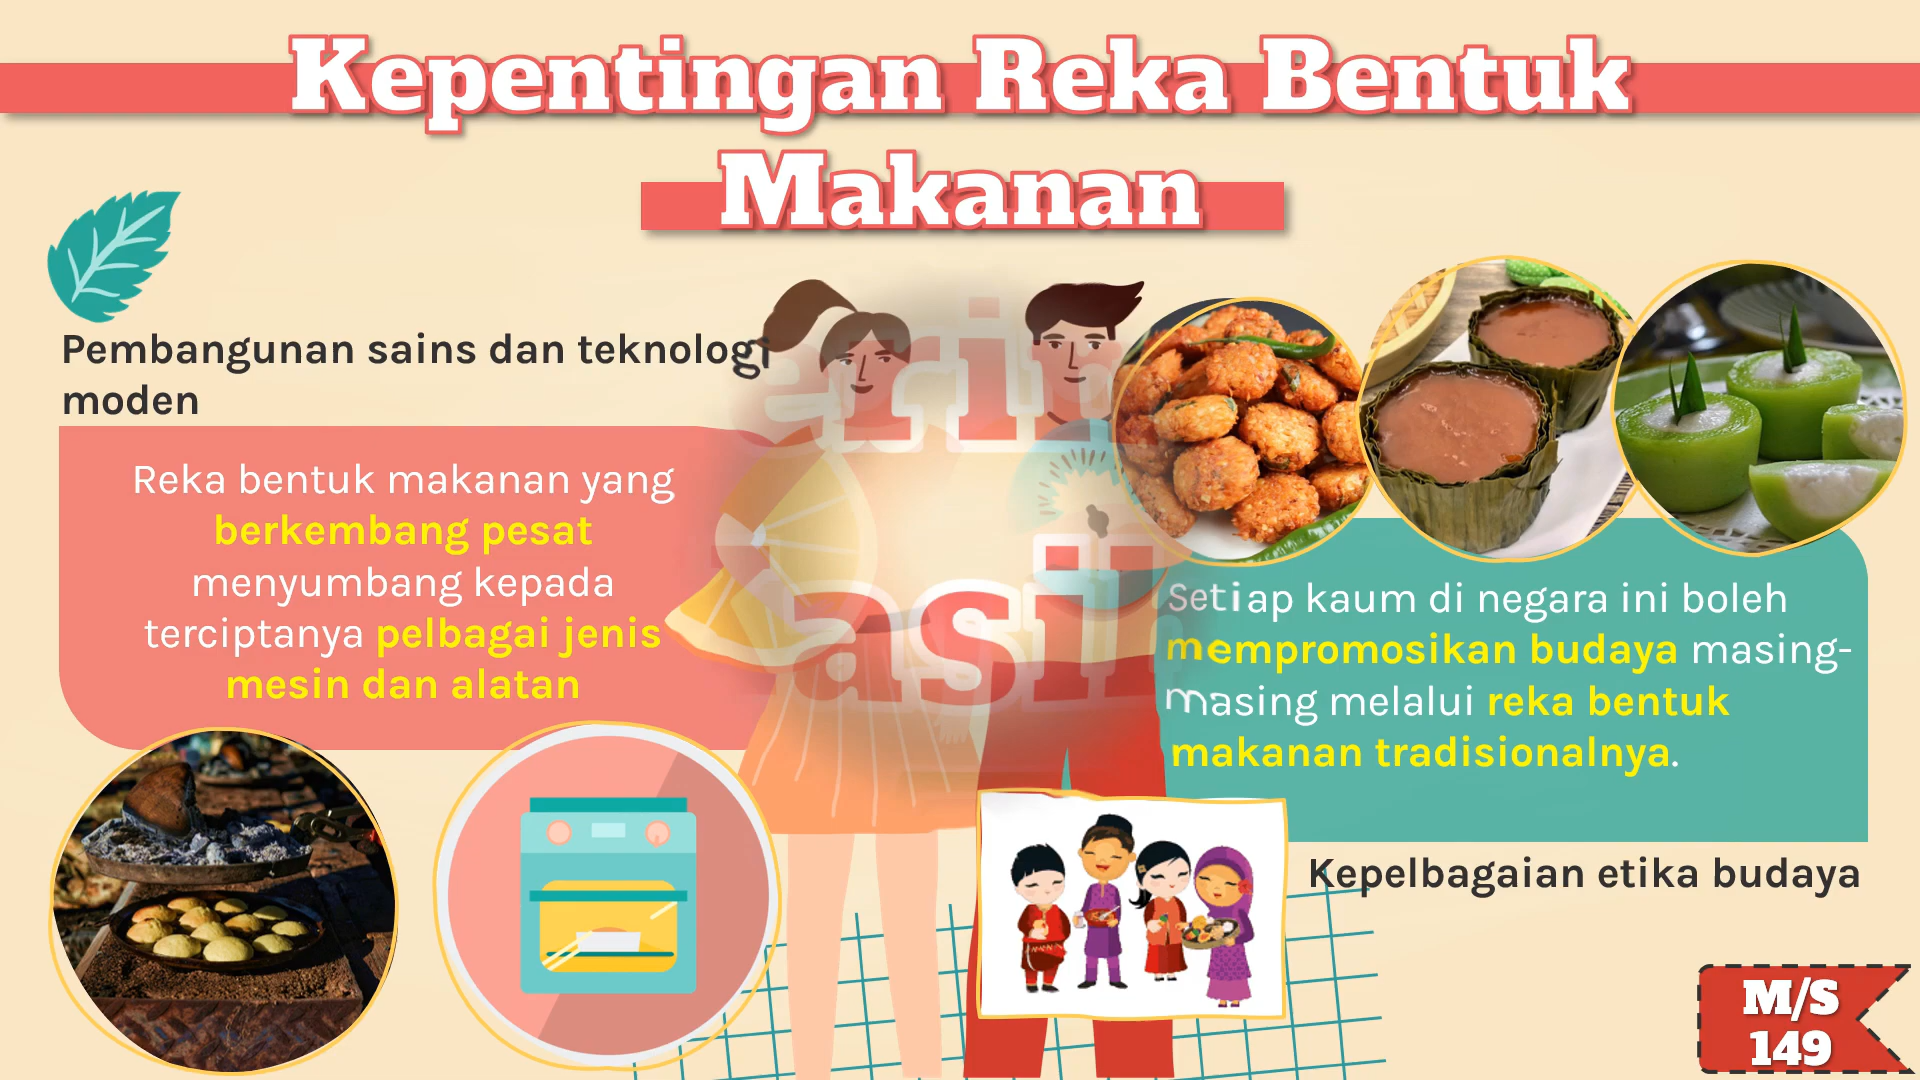 Kepentingan Reka Bentuk
Makanan
Pembangunan sains dan teknologi
moden
Reka bentuk makanan yang
berkembang pesat
menyumbang kepada
terciptanya pelbagai jenis
mesin dan alatan
Setiap kaum di negara ini boleh
mempromosikan budaya masing-
masing melalui reka bentuk
makanan tradisionalnya.
Kepelbagaian etika budaya
M/S
149